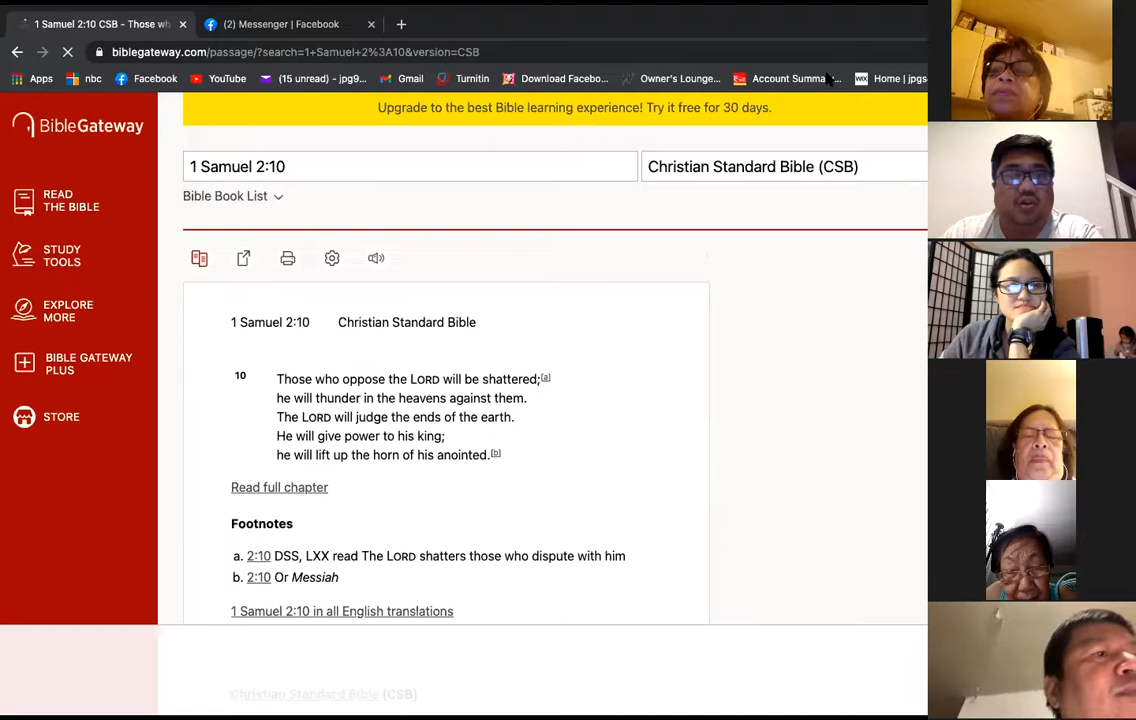 1 Samuel 2:10 CSB - Those wh
(2) Messenger | Facebook
biblegateway.com/passage/?search=1+Samuel+2%3A10&version=CSB
Apps
nbc
Facebook
YouTube
(15 unread) - jpg9...
Gmail
Turnitin
Download Facebo...
Owner's Lounge...
Account Summa...
WIX
Home | jpgs
Upgrade to the best Bible learning experience! Try it free for 30 days.
BibleGateway
1 Samuel 2:10
Christian Standard Bible (CSB)
Bible Book List
READ
THE BIBLE
STUDY
TOOLS
EXPLORE
MORE
BIBLE GATEWAY
PLUS
STORE
1 Samuel 2:10 Christian Standard Bible
10 Those who oppose the LORD will be shattered;[a]
he will thunder in the heavens against them.
The LORD will judge the ends of the earth.
He will give power to his king;
he will lift up the horn of his anointed.[b]
Read full chapter
Footnotes
a. 2:10 DSS, LXX read The LORD shatters those who dispute with him
b. 2:10 Or Messiah
1 Samuel 2:10 in all English translations
Christian Standard Bible (CSB)